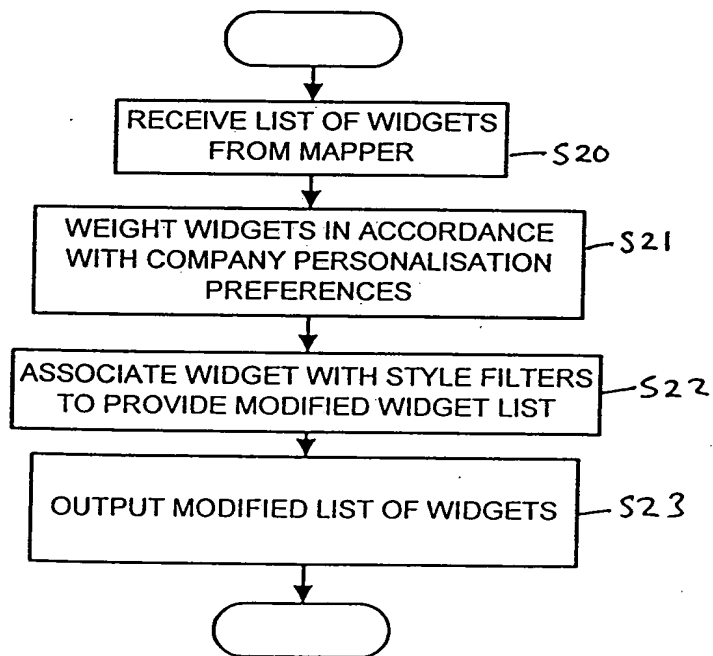 RECEIVE LIST OF WIDGETS
FROM MAPPER
S20
WEIGHT WIDGETS IN ACCORDANCE
WITH COMPANY PERSONALISATION
PREFERENCES
S21
ASSOCIATE WIDGET WITH STYLE FILTERS
TO PROVIDE MODIFIED WIDGET LIST
S22
OUTPUT MODIFIED LIST OF WIDGETS
S23